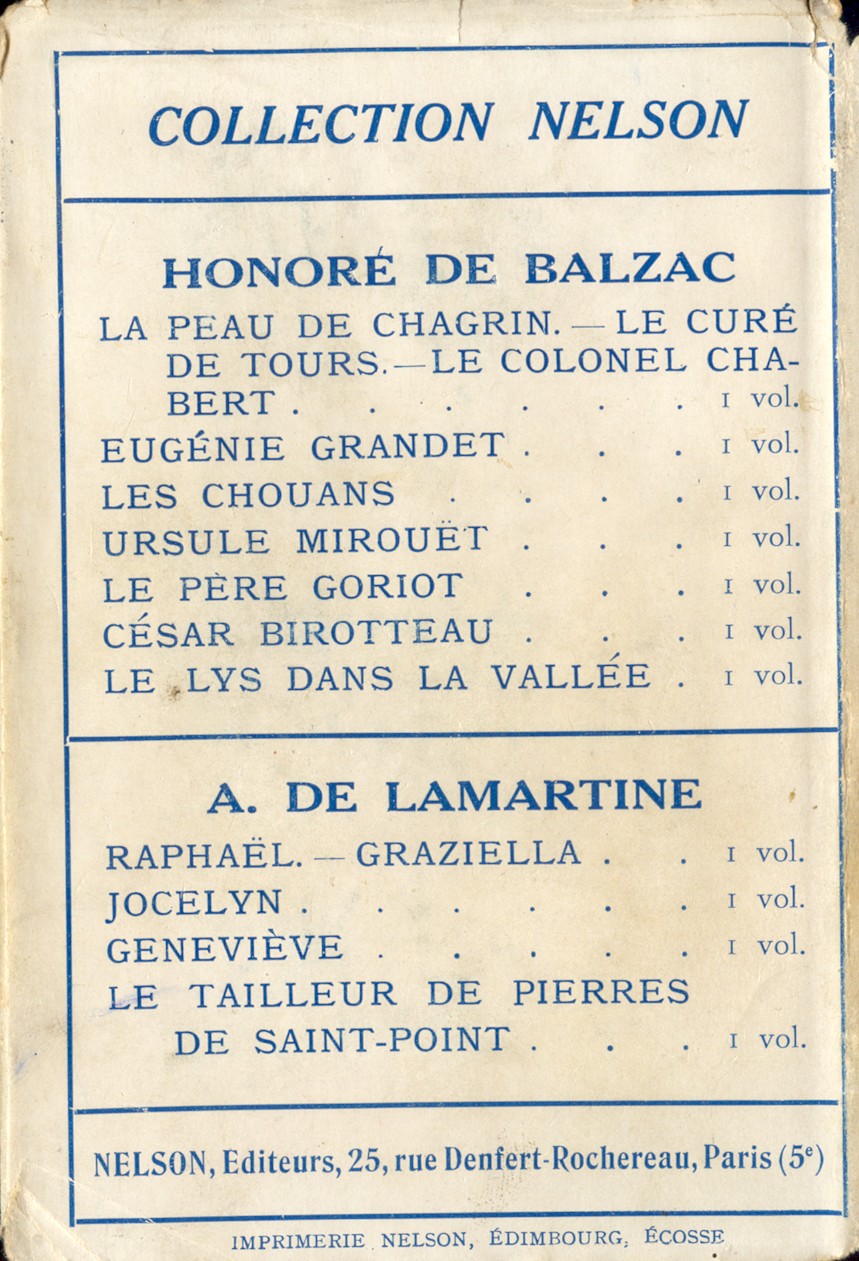 COLLECTION NELSON
HONORÉ DE BALZAC
LA PEAU DE CHAGRIN. — LE CURÉ
DE TOURS. — LE COLONEL CHA-
BERT . . . . . . I vol.
EUGÉNIE GRANDET . . . I vol.
LES CHOUANS . . . . I vol.
URSULE MIROUËT . . . I vol.
LE PÈRE GORIOT . . . I vol.
CÉSAR BIROTTEAU . . . I vol.
LE LYS DANS LA VALLÉE . I vol.
A. DE LAMARTINE
RAPHAËL. — GRAZIELLA . . I vol.
JOCELYN . . . . . . I vol.
GENEVIÈVE . . . . . I vol.
LE TAILLEUR DE PIERRES
DE SAINT-POINT . . . I vol.
NELSON, Editeurs, 25, rue Denfert-Rochereau, Paris (5e)
IMPRIMERIE NELSON, ÉDIMBOURG, ÉCOSSE